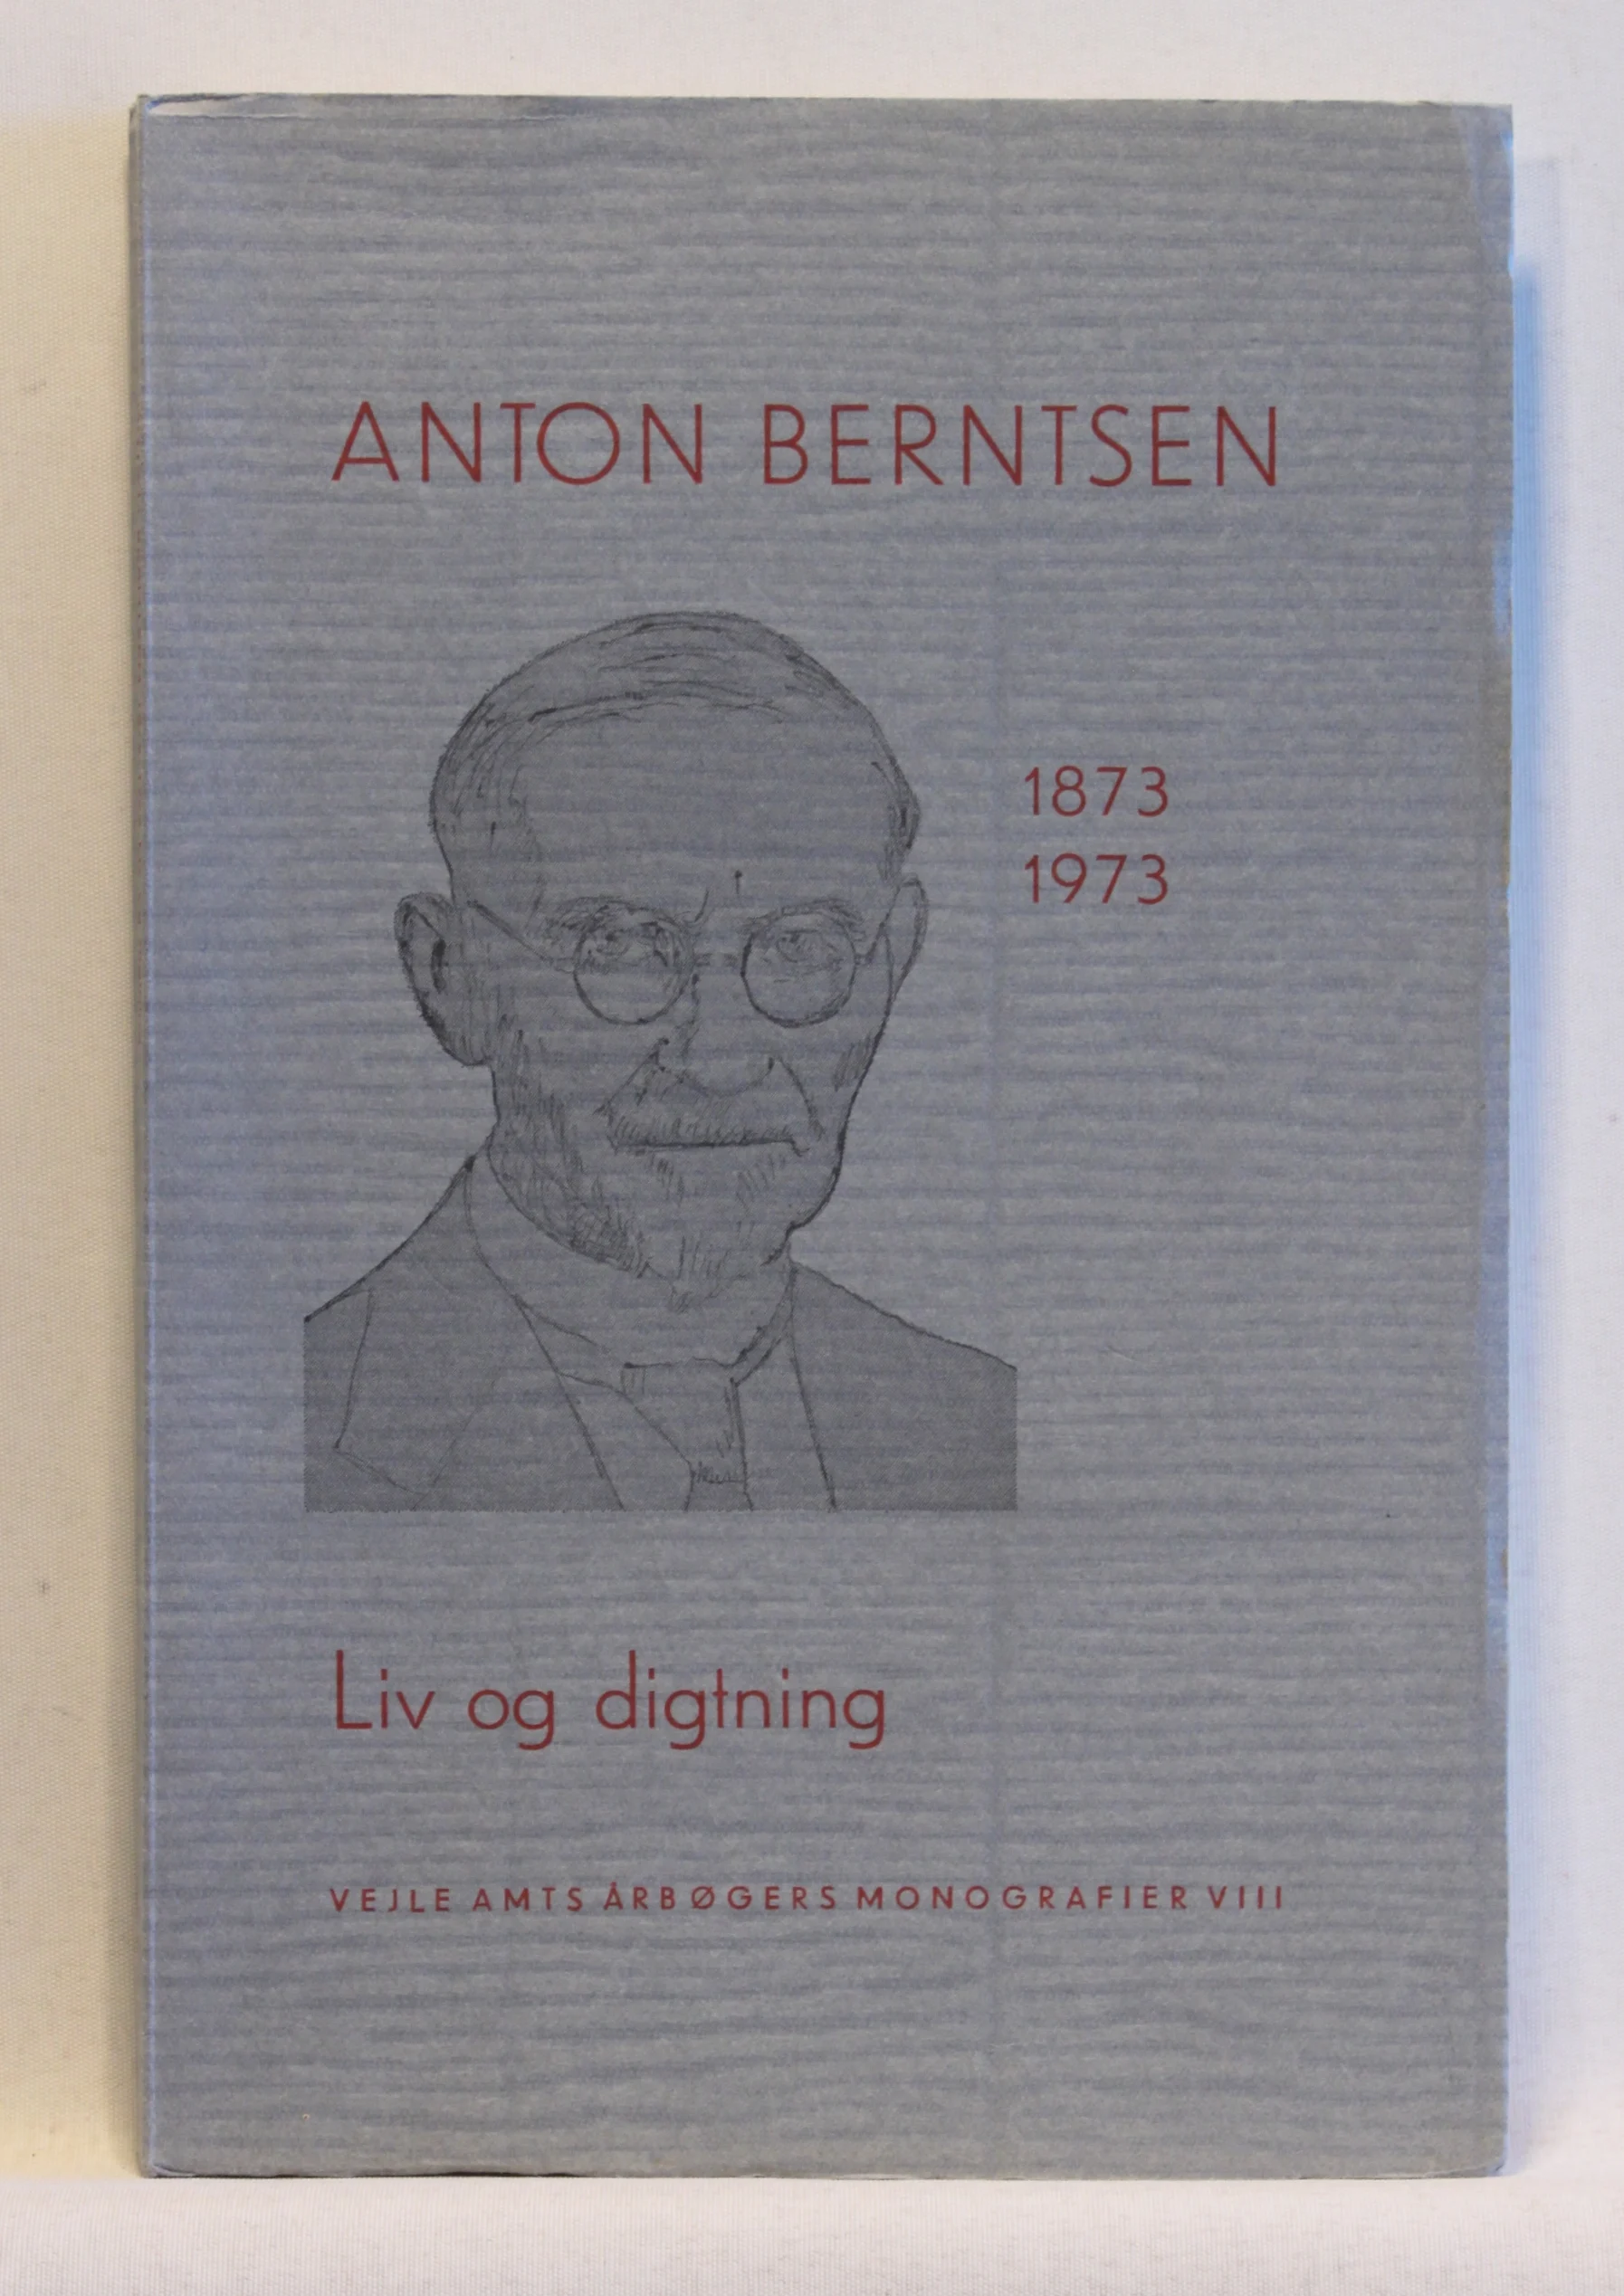 ANTON BERNTSEN
1873
1973
Liv og digtning
VEJLE AMTS ÅRBØGERS MONOGRAFIER VIII